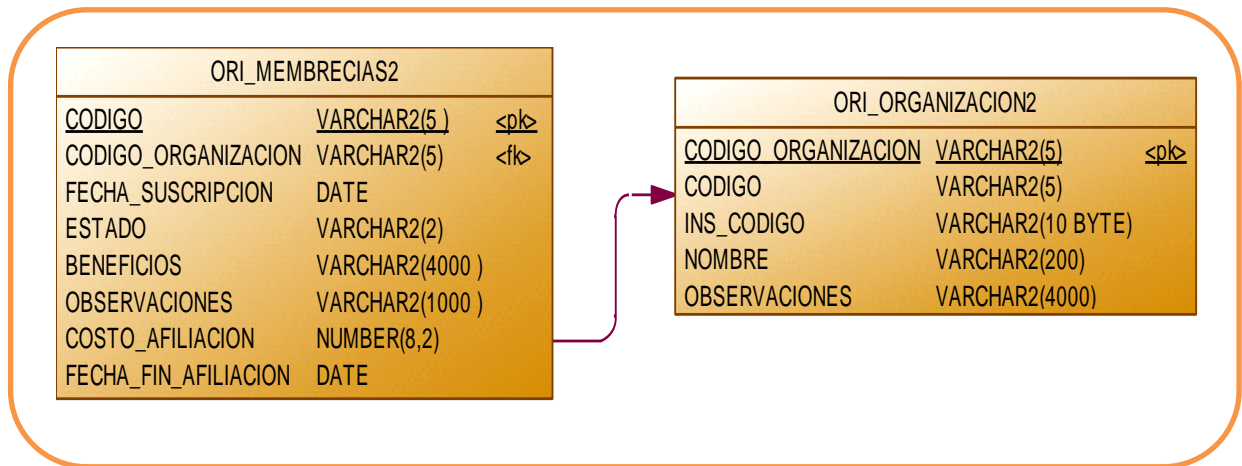 ORI_MEMBRECIAS2
CODIGO VARCHAR2(5 ) <pk>
CODIGO_ORGANIZACION VARCHAR2(5) <fk>
FECHA_SUSCRIPCION DATE
ESTADO VARCHAR2(2)
BENEFICIOS VARCHAR2(4000 )
OBSERVACIONES VARCHAR2(1000 )
COSTO_AFILIACION NUMBER(8,2)
FECHA_FIN_AFILIACION DATE
ORI_ORGANIZACION2
CODIGO_ORGANIZACION VARCHAR2(5) <pk>
CODIGO VARCHAR2(5)
INS_CODIGO VARCHAR2(10 BYTE)
NOMBRE VARCHAR2(200)
OBSERVACIONES VARCHAR2(4000)